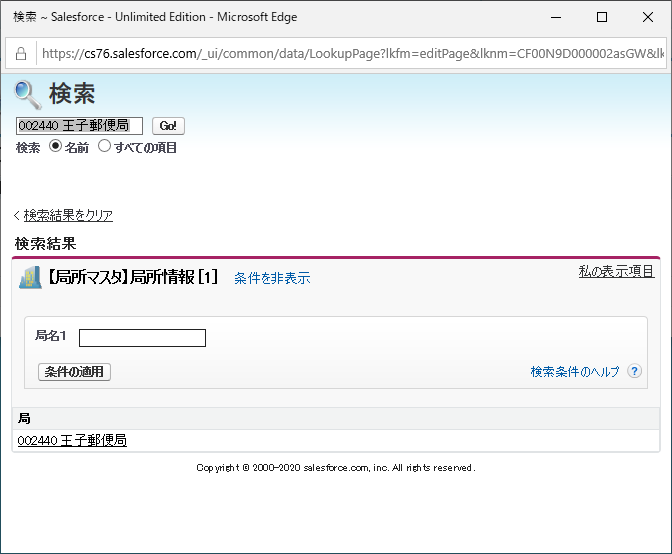 検索 ~ Salesforce - Unlimited Edition - Microsoft Edge
https://cs76.salesforce.com/_ui/common/data/LookupPage?lkfm=editPage&lknm=CF00N9D000002asGW&lk
検索
002440 王子郵便局 Go!
検索 名前 すべての項目
< 検索結果をクリア
検索結果
【局所マスタ】局所情報 [1] 条件を非表示 私の表示項目
局名1
条件の適用 検索条件のヘルプ ?
局
002440 王子郵便局
Copyright © 2000-2020 salesforce.com, inc. All rights reserved.